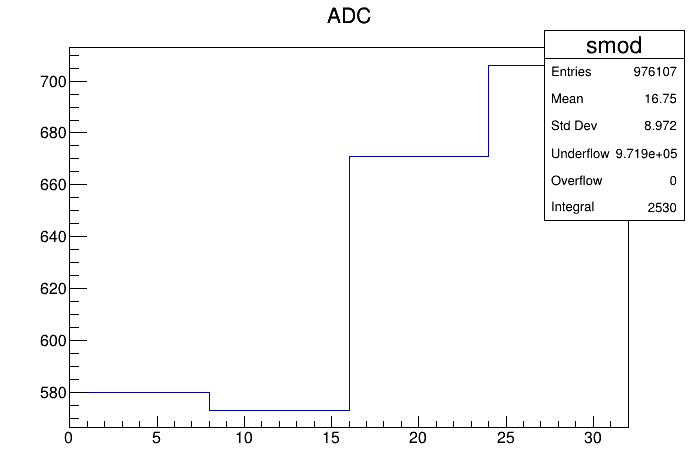 ADC
smod
Entries 976107
Mean 16.75
Std Dev 8.972
Underflow 9.719e+05
Overflow 0
Integral 2530
700
680
660
640
620
600
580
0 5 10 15 20 25 30